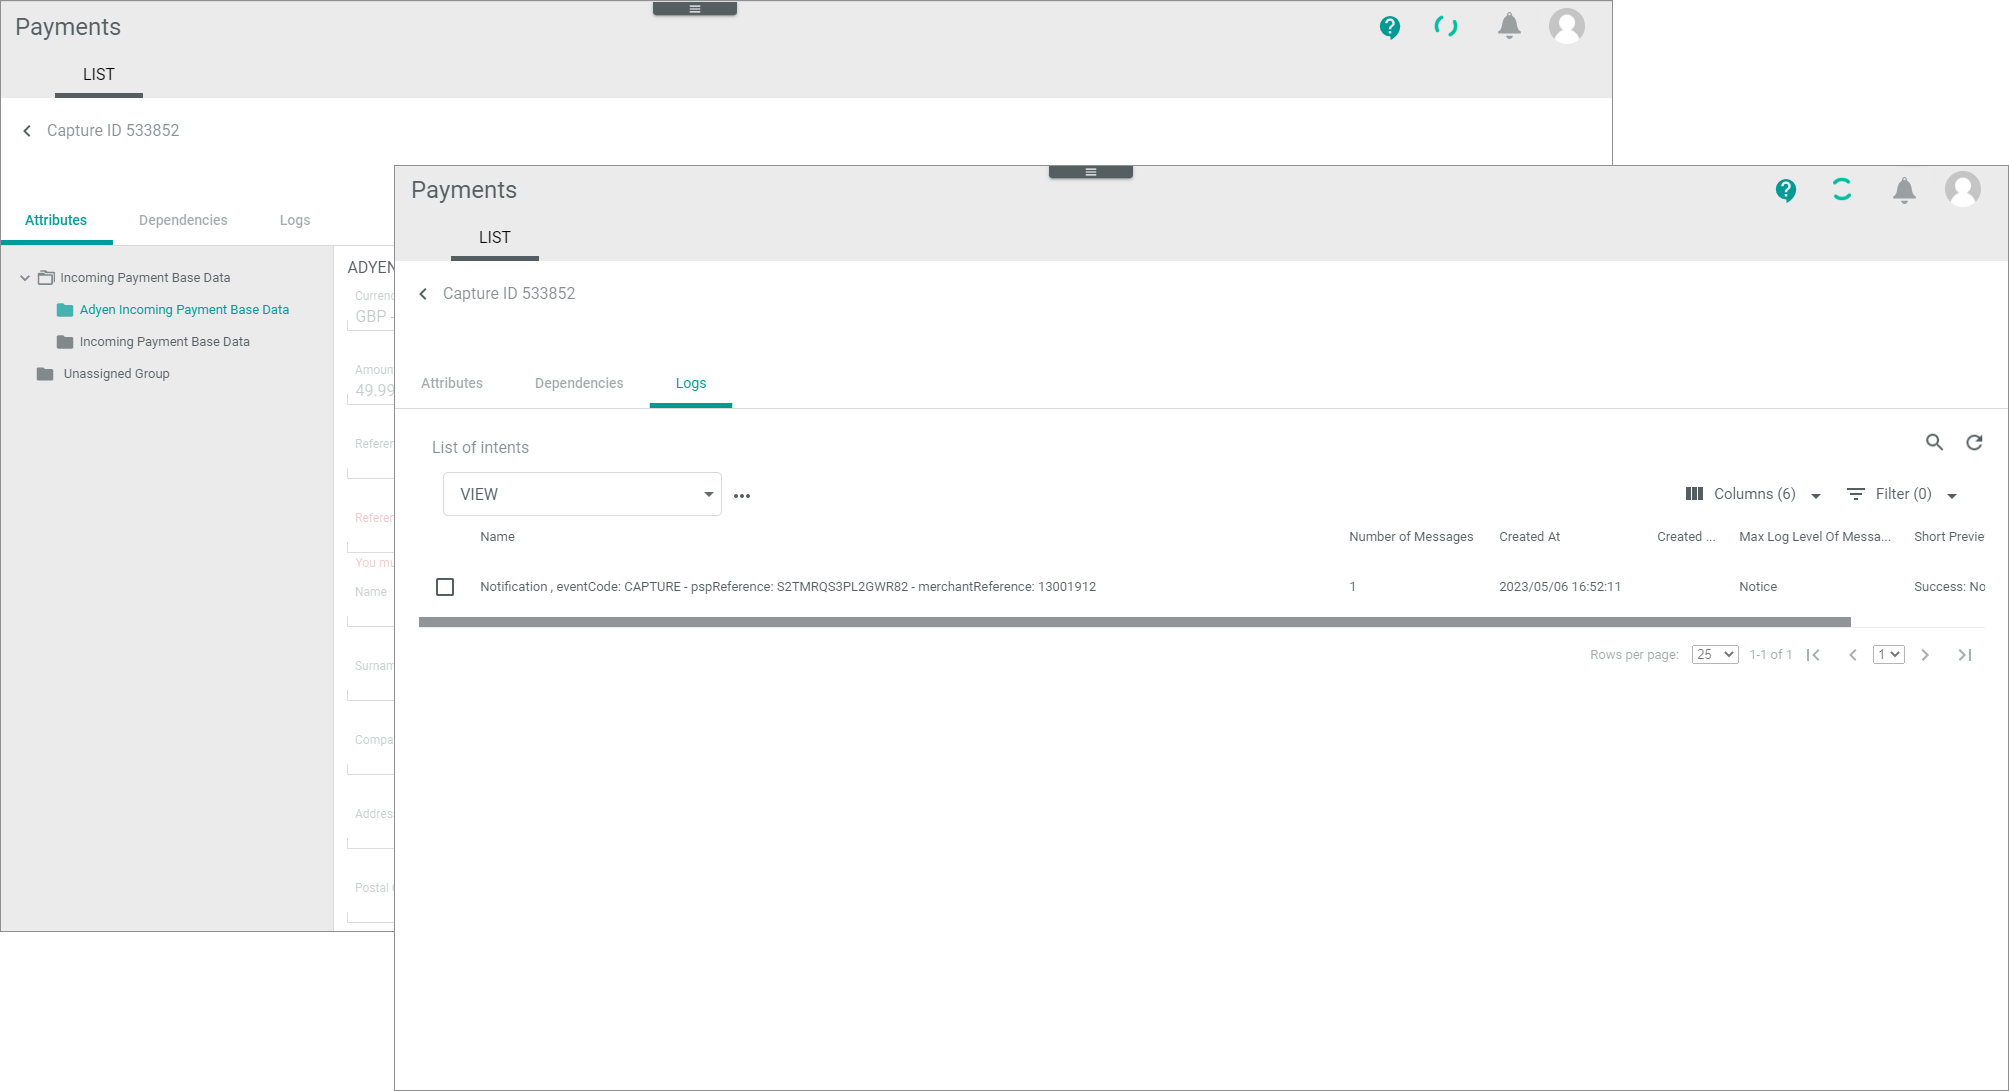 Payments
LIST
Capture ID 533852
Attributes
Dependencies
Logs
Incoming Payment Base Data
Adyen Incoming Payment Base Data
Incoming Payment Base Data
Unassigned Group
ADYEN
Currenc
GBP -
Amoun
49.99
Referen
Referen
You mu
Name
Surnam
Compa
Addres
Postal
Payments
LIST
Capture ID 533852
Attributes
Dependencies
Logs
List of intents
VIEW
Columns (6)
Filter (0)
Name
Number of Messages
Created At
Created ...
Max Log Level Of Messa...
Short Previe
Notification , eventCode: CAPTURE - pspReference: S2TMRQS3PL2GWR82 - merchantReference: 13001912
1
2023/05/06 16:52:11
Notice
Success: No
Rows per page:
25
1-1 of 1
1